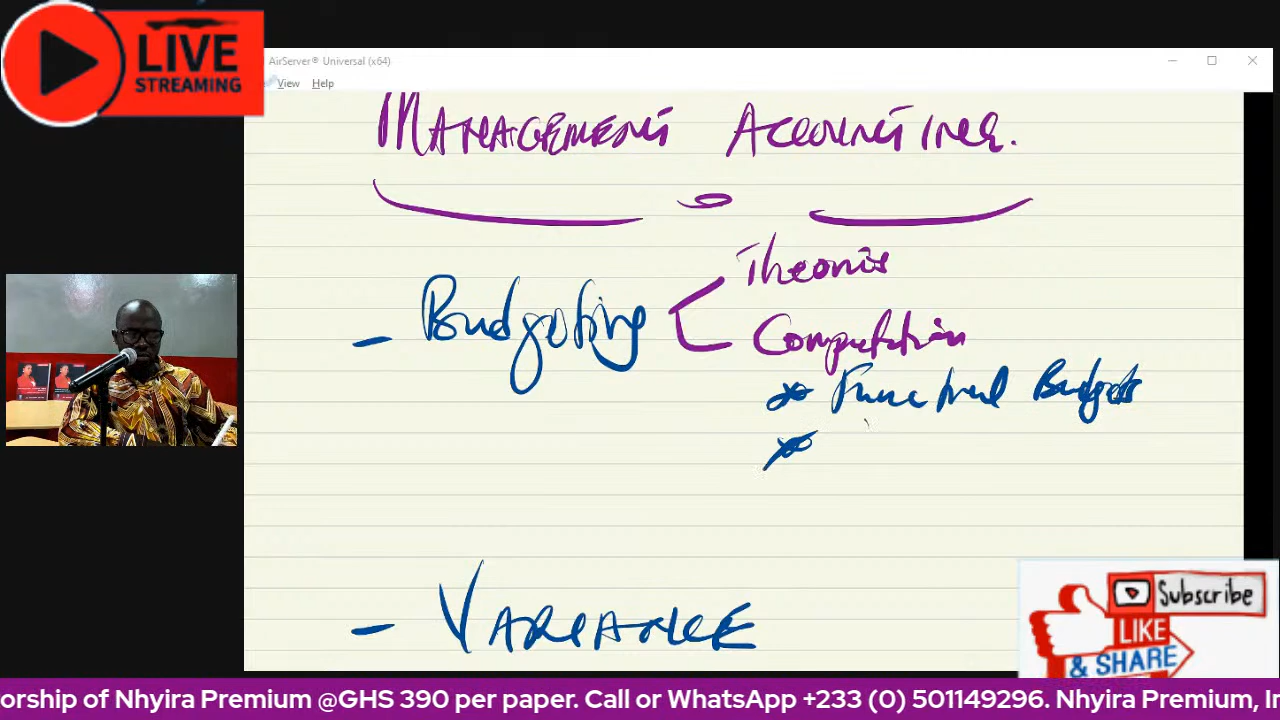 LIVE
STREAMING
AirServer® Universal (x64)
View Help
MANAGEMENT ACCOUNTING.
Theories
- Budgeting
Computation
* Functional Budgets
*
- VARIANCE
Subscribe
LIKE
& SHARE
orship of Nhyira Premium @GHS 390 per paper. Call or WhatsApp +233 (0) 501149296. Nhyira Premium, In